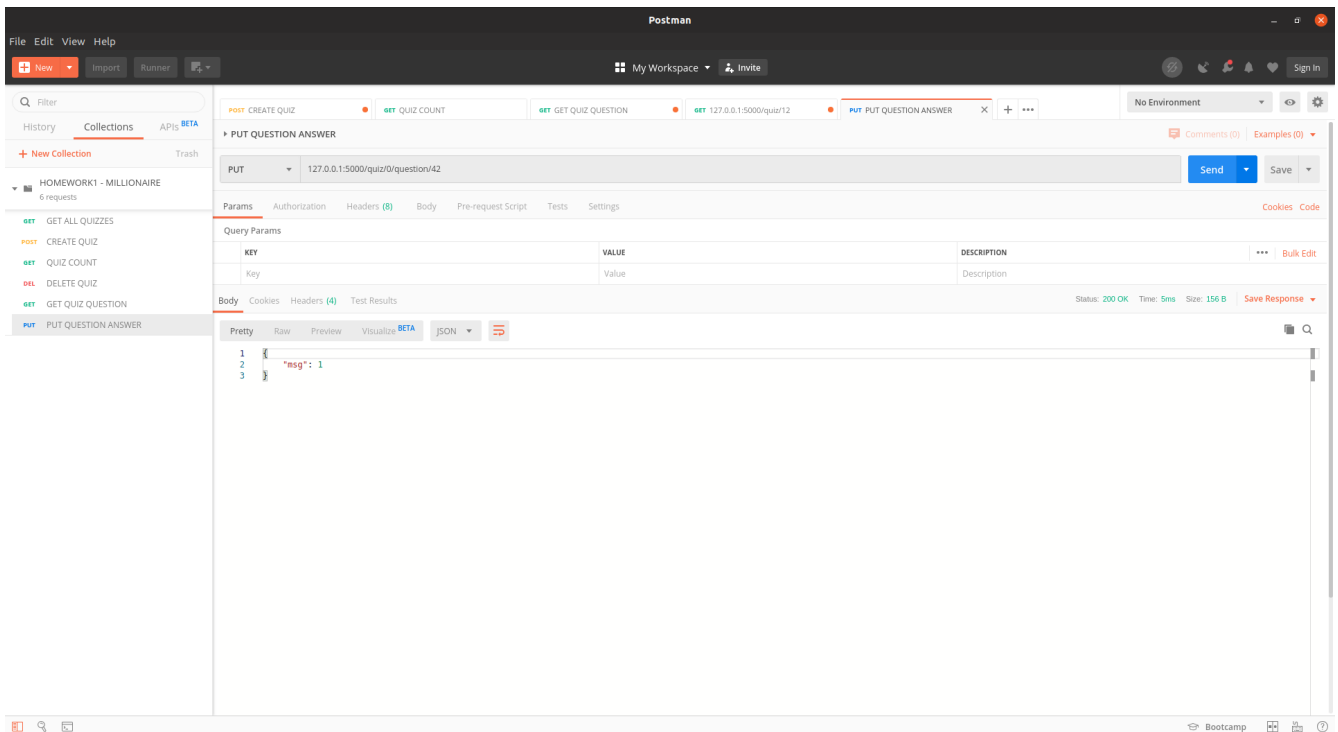 Postman
File Edit View Help
New Import Runner My Workspace Invite Sign In
Filter
History Collections APIs BETA
+ New Collection Trash
HOMEWORK1 - MILLIONAIRE
6 requests
GET GET ALL QUIZZES
POST CREATE QUIZ
GET QUIZ COUNT
DEL DELETE QUIZ
GET GET QUIZ QUESTION
PUT PUT QUESTION ANSWER
POST CREATE QUIZ GET QUIZ COUNT GET GET QUIZ QUESTION GET 127.0.0.1:5000/quiz/12 PUT PUT QUESTION ANSWER X + ••• No Environment
PUT QUESTION ANSWER Comments (0) Examples (0)
PUT 127.0.0.1:5000/quiz/0/question/42 Send Save
Params Authorization Headers (8) Body Pre-request Script Tests Settings Cookies Code
Query Params
KEY VALUE DESCRIPTION ••• Bulk Edit
Key Value Description
Body Cookies Headers (4) Test Results Status: 200 OK Time: 5ms Size: 156 B Save Response
Pretty Raw Preview Visualize BETA JSON
1 {
2 "msg": 1
3 }
Bootcamp